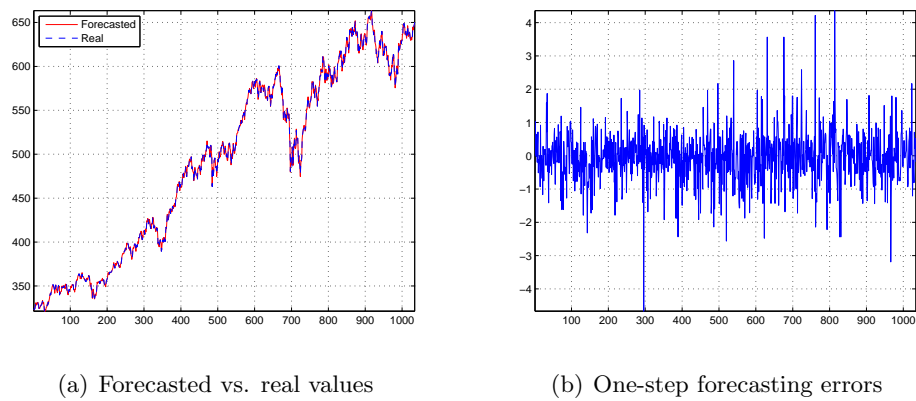 650
600
550
500
450
400
350
100 200 300 400 500 600 700 800 900 1000
Forecasted
Real
4
3
2
1
0
−1
−2
−3
−4
100 200 300 400 500 600 700 800 900 1000
(a) Forecasted vs. real values
(b) One-step forecasting errors